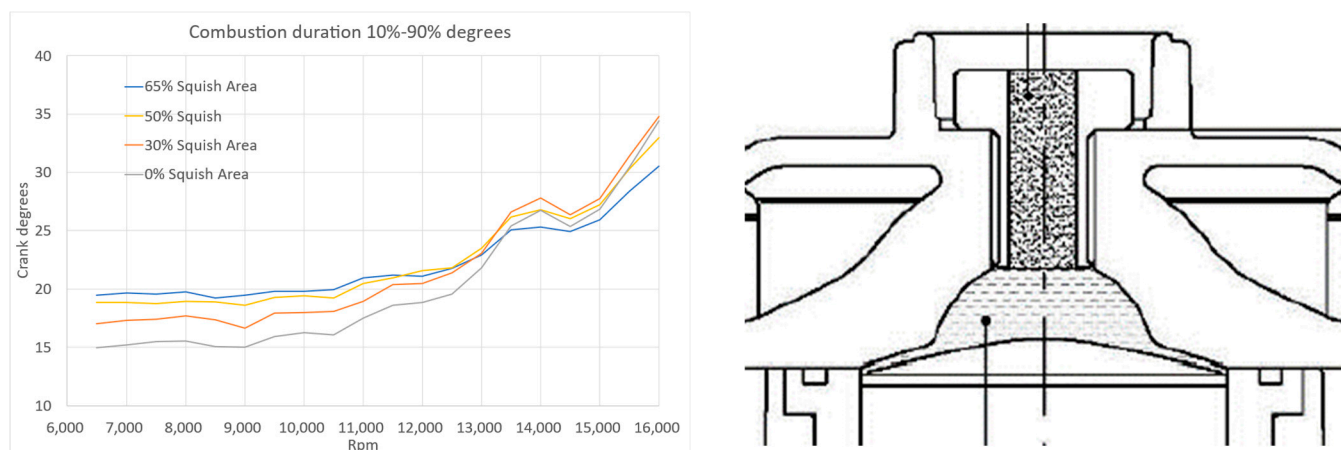 Combustion duration 10%-90% degrees
40
35
30
25
20
15
10
Crank degrees
65% Squish Area
50% Squish
30% Squish Area
0% Squish Area
6,000 7,000 8,000 9,000 10,000 11,000 12,000 13,000 14,000 15,000 16,000
Rpm